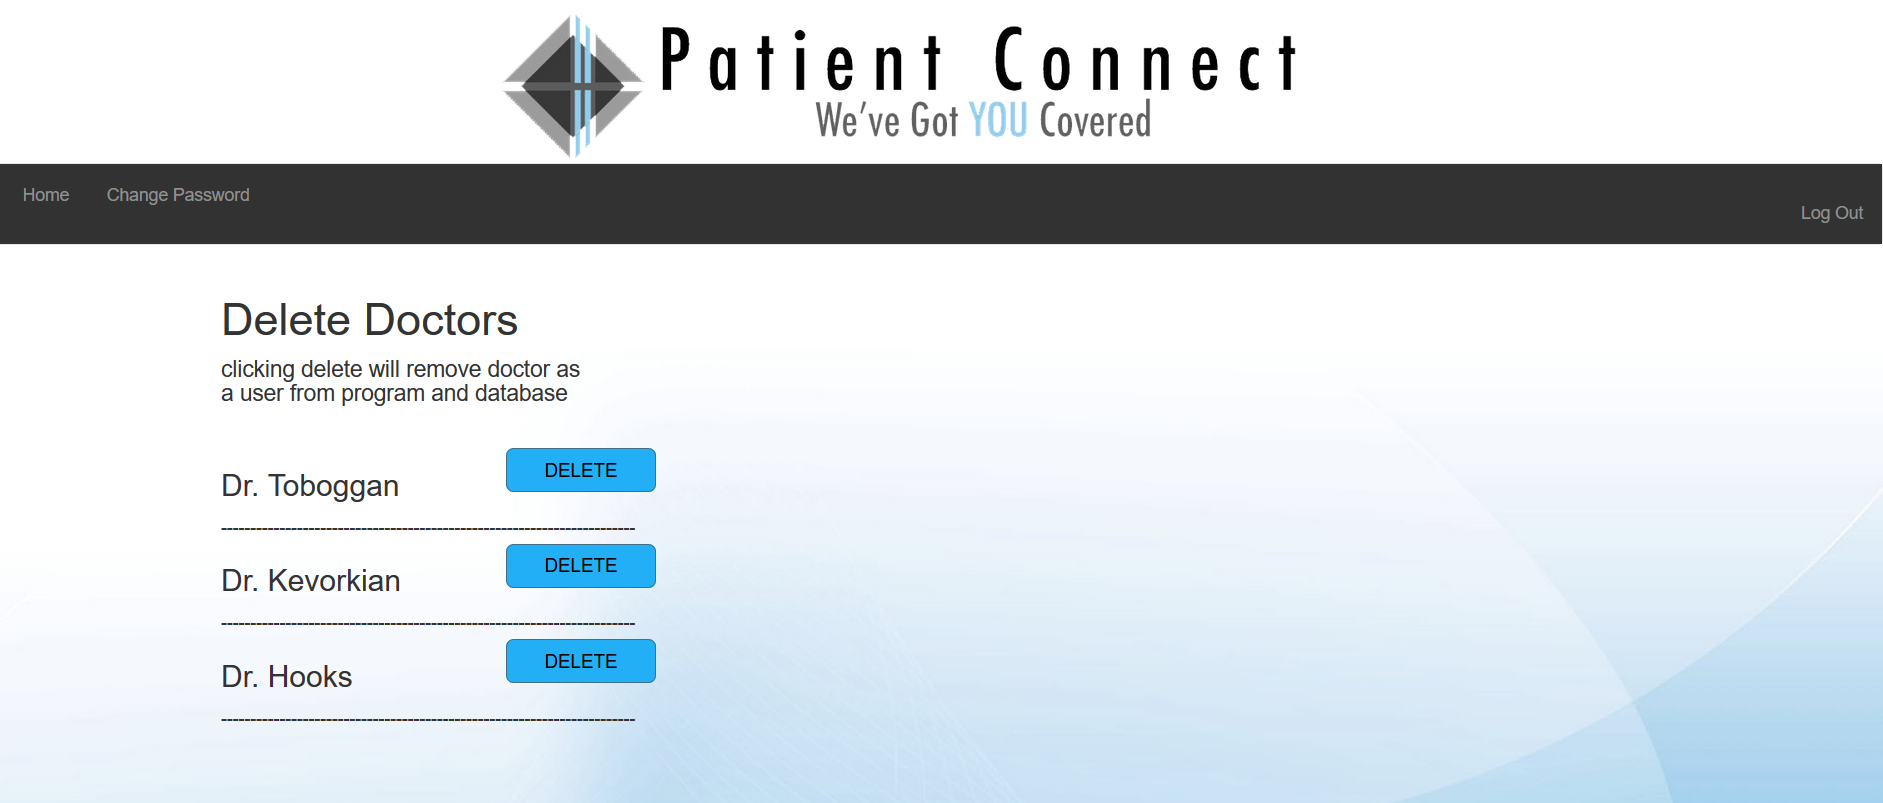 Patient Connect
We've Got YOU Covered
Home Change Password
Log Out
Delete Doctors
clicking delete will remove doctor as
a user from program and database
Dr. Toboggan DELETE
----------------------------------------------------------------------
Dr. Kevorkian DELETE
----------------------------------------------------------------------
Dr. Hooks DELETE
----------------------------------------------------------------------